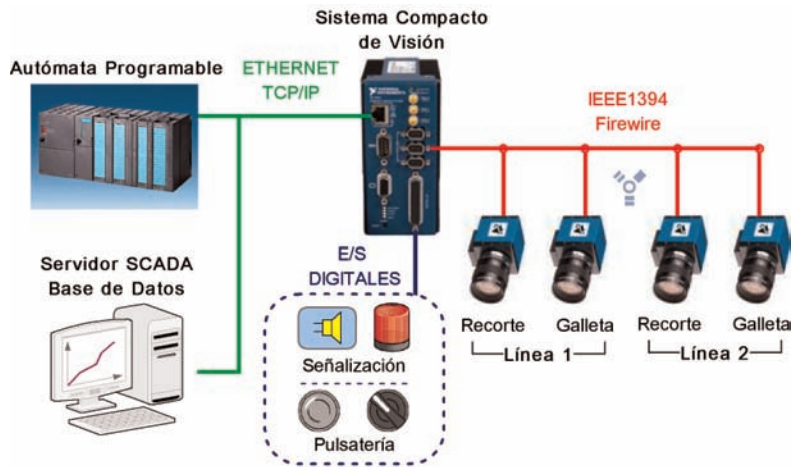 Sistema Compacto
de Visión
Autómata Programable
ETHERNET
TCP/IP
IEEE1394
Firewire
Servidor SCADA
Base de Datos
E/S
DIGITALES
Señalización
Pulsatería
Recorte
Galleta
Recorte
Galleta
Línea 1
Línea 2